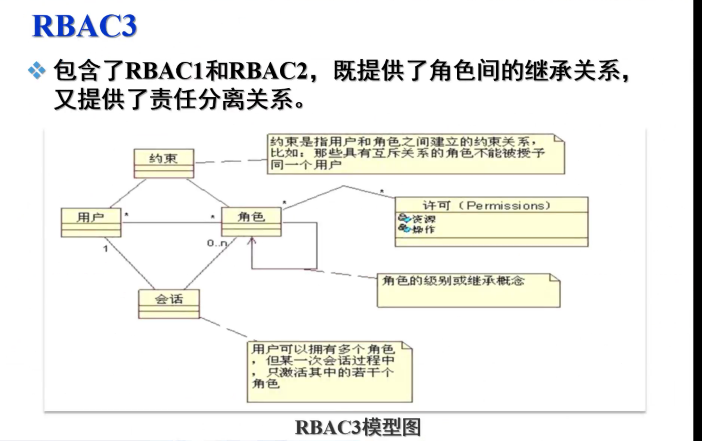 RBAC3
包含了RBAC1和RBAC2，既提供了角色间的继承关系，
又提供了责任分离关系。
约束是指用户和角色之间建立的约束关系，
比如：那些具有互斥关系的角色不能被授予
同一个用户
约束
用户
*
*
角色
*
*
许可（Permissions）
资源
操作
1
0..n
角色的级别或继承概念
会话
用户可以拥有多个角色
，但某一次会话过程中
，只激活其中的若干个
角色
RBAC3模型图